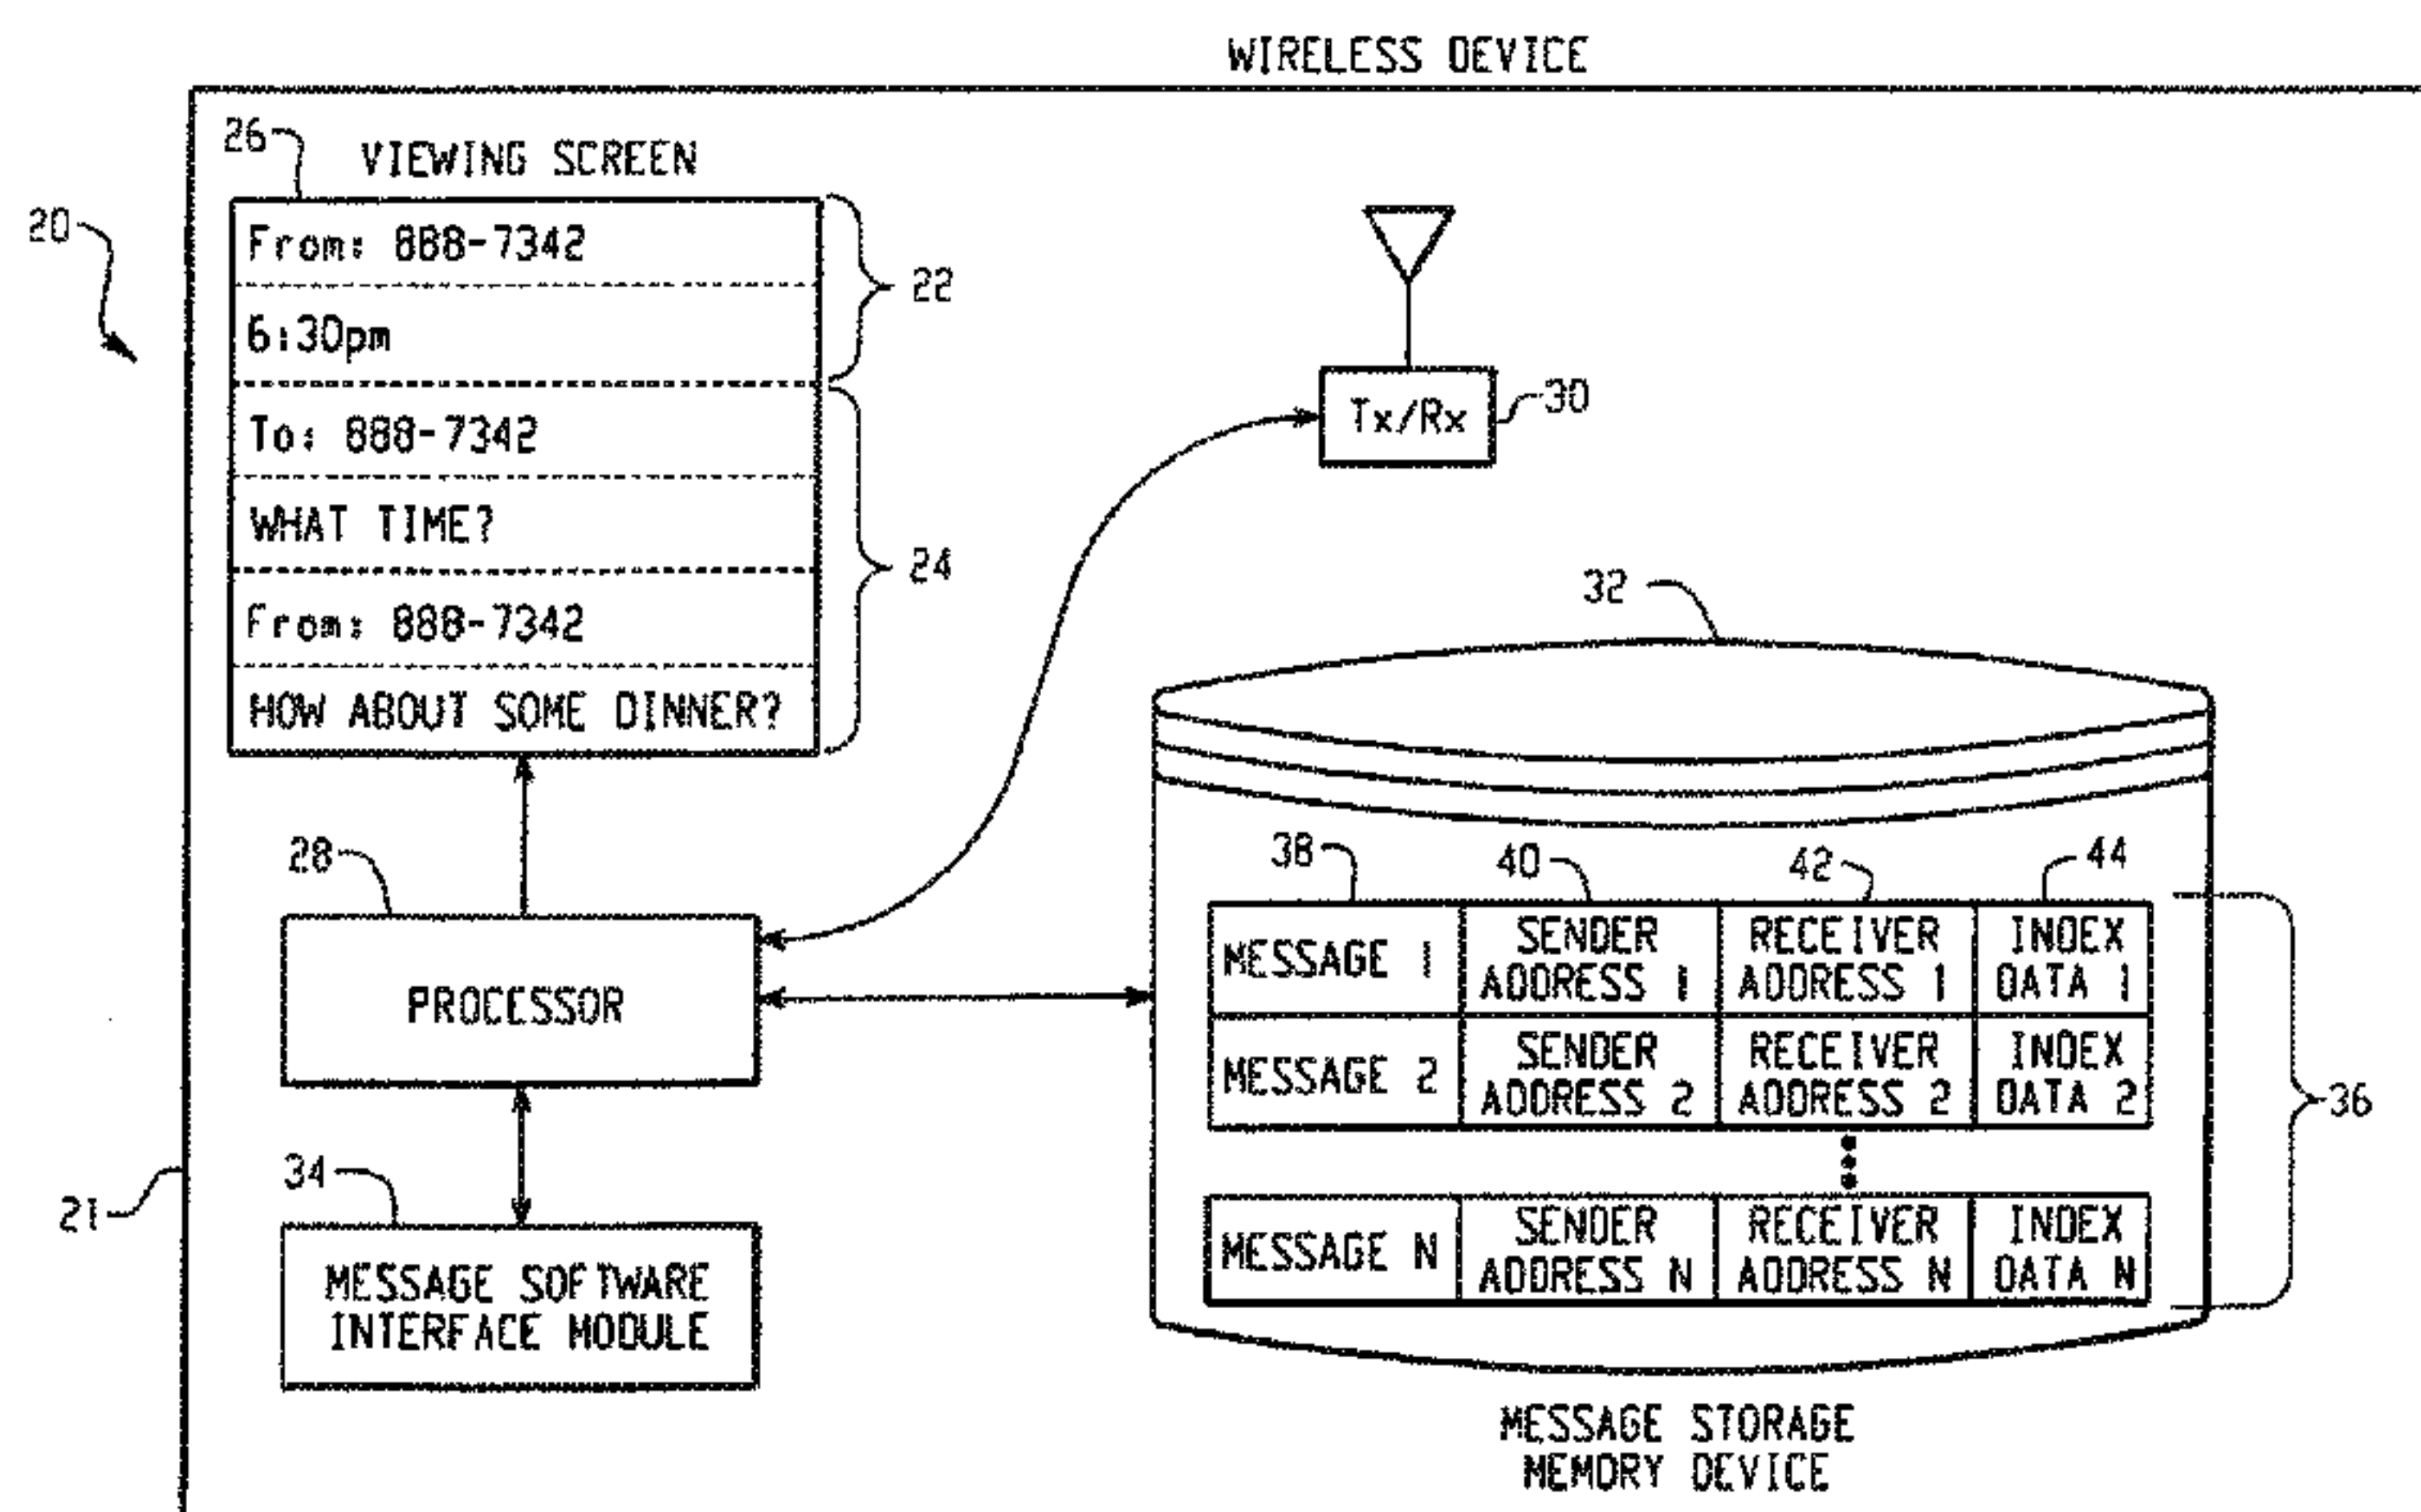 WIRELESS DEVICE
26
VIEWING SCREEN
20
From: 888-7342
22
6:30pm
To: 888-7342
30
Tx/Rx
WHAT TIME?
24
32
From: 888-7342
HOW ABOUT SOME DINNER?
28
38
40
42
44
PROCESSOR
MESSAGE 1
SENDER
ADDRESS 1
RECEIVER
ADDRESS 1
INDEX
DATA 1
MESSAGE 2
SENDER
ADDRESS 2
RECEIVER
ADDRESS 2
INDEX
DATA 2
36
34
21
MESSAGE SOFTWARE
INTERFACE MODULE
MESSAGE N
SENDER
ADDRESS N
RECEIVER
ADDRESS N
INDEX
DATA N
MESSAGE STORAGE
MEMORY DEVICE